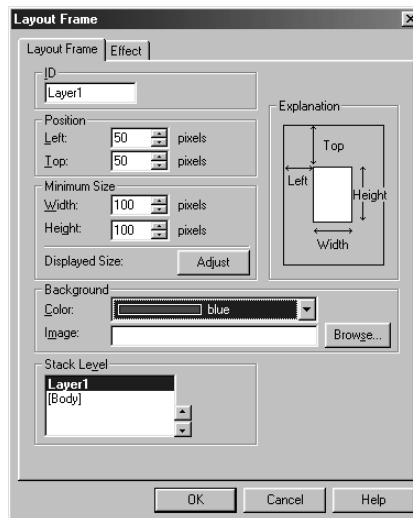 Layout Frame
Layout Frame Effect
ID
Layer1
Position
Left: 50 pixels
Top: 50 pixels
Minimum Size
Width: 100 pixels
Height: 100 pixels
Displayed Size: Adjust
Explanation
Top
Left
Height
Width
Background
Color: blue
Image: Browse...
Stack Level
Layer1
[Body]
OK Cancel Help